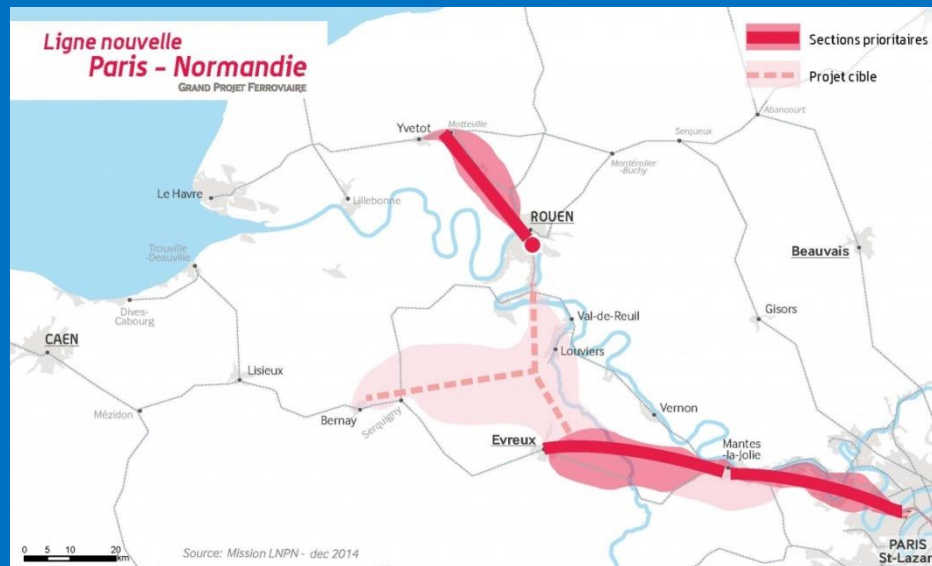 Ligne nouvelle
Paris - Normandie
GRAND PROJET FERROVIAIRE
Sections prioritaires
Projet cible
Abancourt
Yvetot
Motteville
Serqueux
Montérolier
-Buchy
Le Havre
Lillebonne
ROUEN
Trouville
-Deauville
Beauvais
Dives-
Cabourg
Val-de-Reuil
Gisors
CAEN
Louviers
Lisieux
Mézidon
Bernay
Serquigny
Vernon
Evreux
Mantes
-la-Jolie
0 5 10 20
km
Source: Mission LNPN - dec 2014
PARIS
St-Lazar